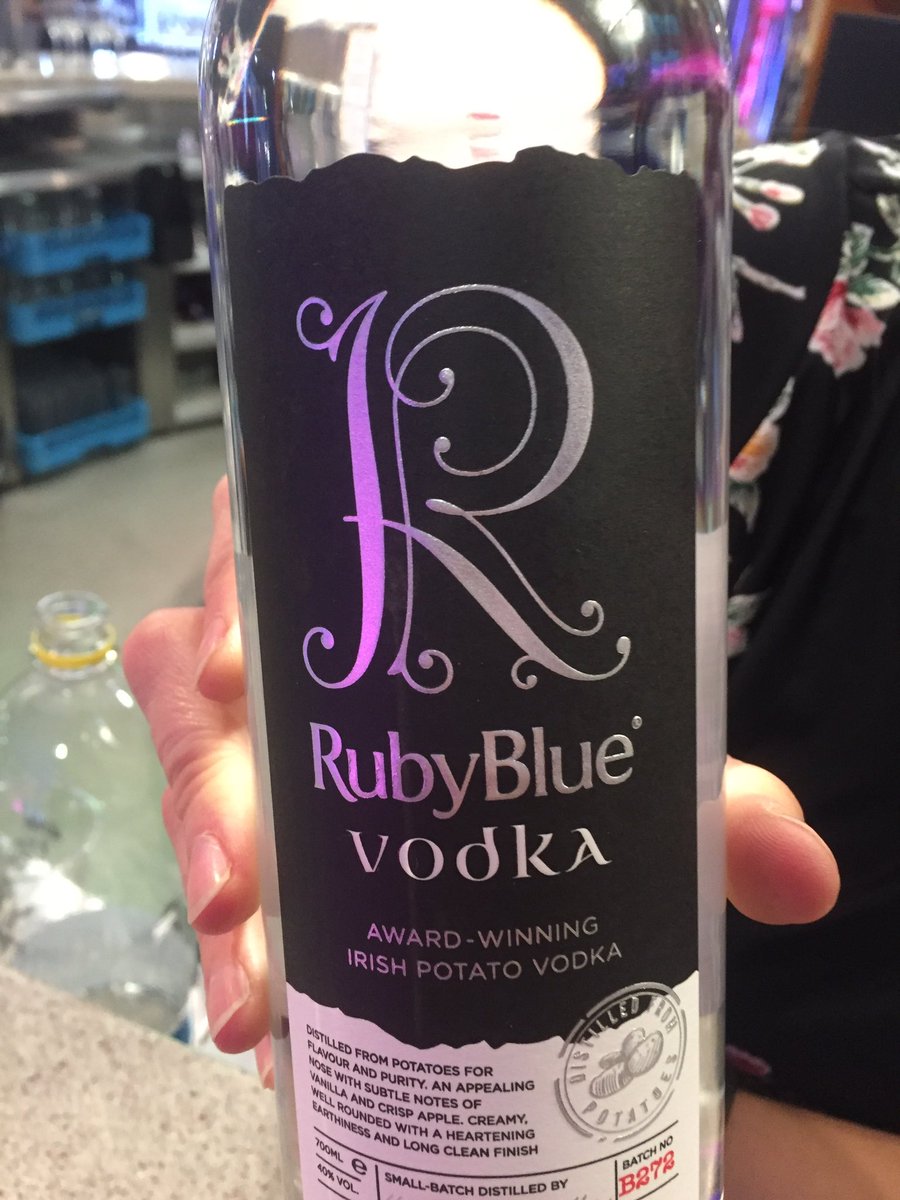 R
RubyBlue®
VODKA
AWARD-WINNING
IRISH POTATO VODKA
DISTILLED FROM POTATOES FOR
FLAVOUR AND PURITY. AN APPEALING
NOSE WITH SUBTLE NOTES OF
VANILLA AND CRISP APPLE. CREAMY,
WELL ROUNDED WITH A HEARTENING
EARTHINESS AND LONG CLEAN FINISH
DISTILLED FROM
POTATOES
700ML e
40% VOL.
SMALL-BATCH DISTILLED BY
BATCH NO
B272